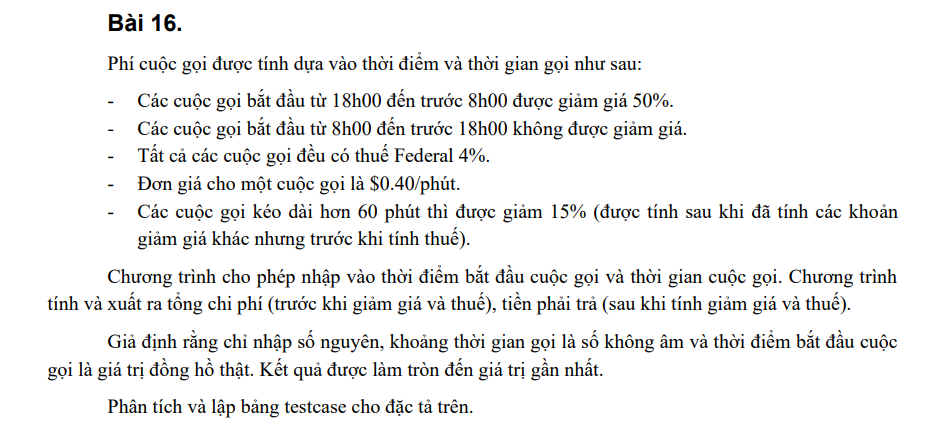 Bài 16.
Phí cuộc gọi được tính dựa vào thời điểm và thời gian gọi như sau:
- Các cuộc gọi bắt đầu từ 18h00 đến trước 8h00 được giảm giá 50%.
- Các cuộc gọi bắt đầu từ 8h00 đến trước 18h00 không được giảm giá.
- Tất cả các cuộc gọi đều có thuế Federal 4%.
- Đơn giá cho một cuộc gọi là $0.40/phút.
- Các cuộc gọi kéo dài hơn 60 phút thì được giảm 15% (được tính sau khi đã tính các khoản
giảm giá khác nhưng trước khi tính thuế).
Chương trình cho phép nhập vào thời điểm bắt đầu cuộc gọi và thời gian cuộc gọi. Chương trình
tính và xuất ra tổng chi phí (trước khi giảm giá và thuế), tiền phải trả (sau khi tính giảm giá và thuế).
Giả định rằng chỉ nhập số nguyên, khoảng thời gian gọi là số không âm và thời điểm bắt đầu cuộc
gọi là giá trị đồng hồ thật. Kết quả được làm tròn đến giá trị gần nhất.
Phân tích và lập bảng testcase cho đặc tả trên.